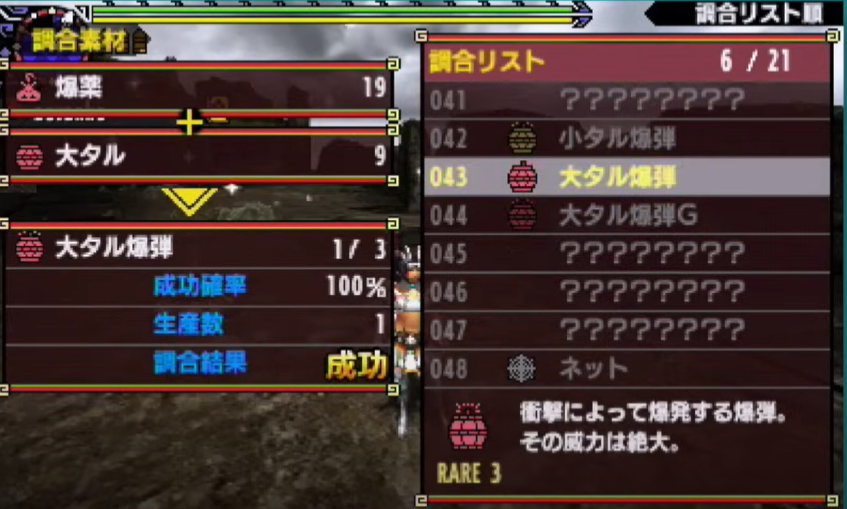 調合リスト順
調合素材
爆薬 19
+
大タル 9
大タル爆弾 1/ 3
成功確率 100%
生産数 1
調合結果 成功
調合リスト 6 / 21
041 ????????
042 小タル爆弾
043 大タル爆弾
044 大タル爆弾G
045 ????????
046 ????????
047 ????????
048 ネット
衝撃によって爆発する爆弾。
その威力は絶大。
RARE 3